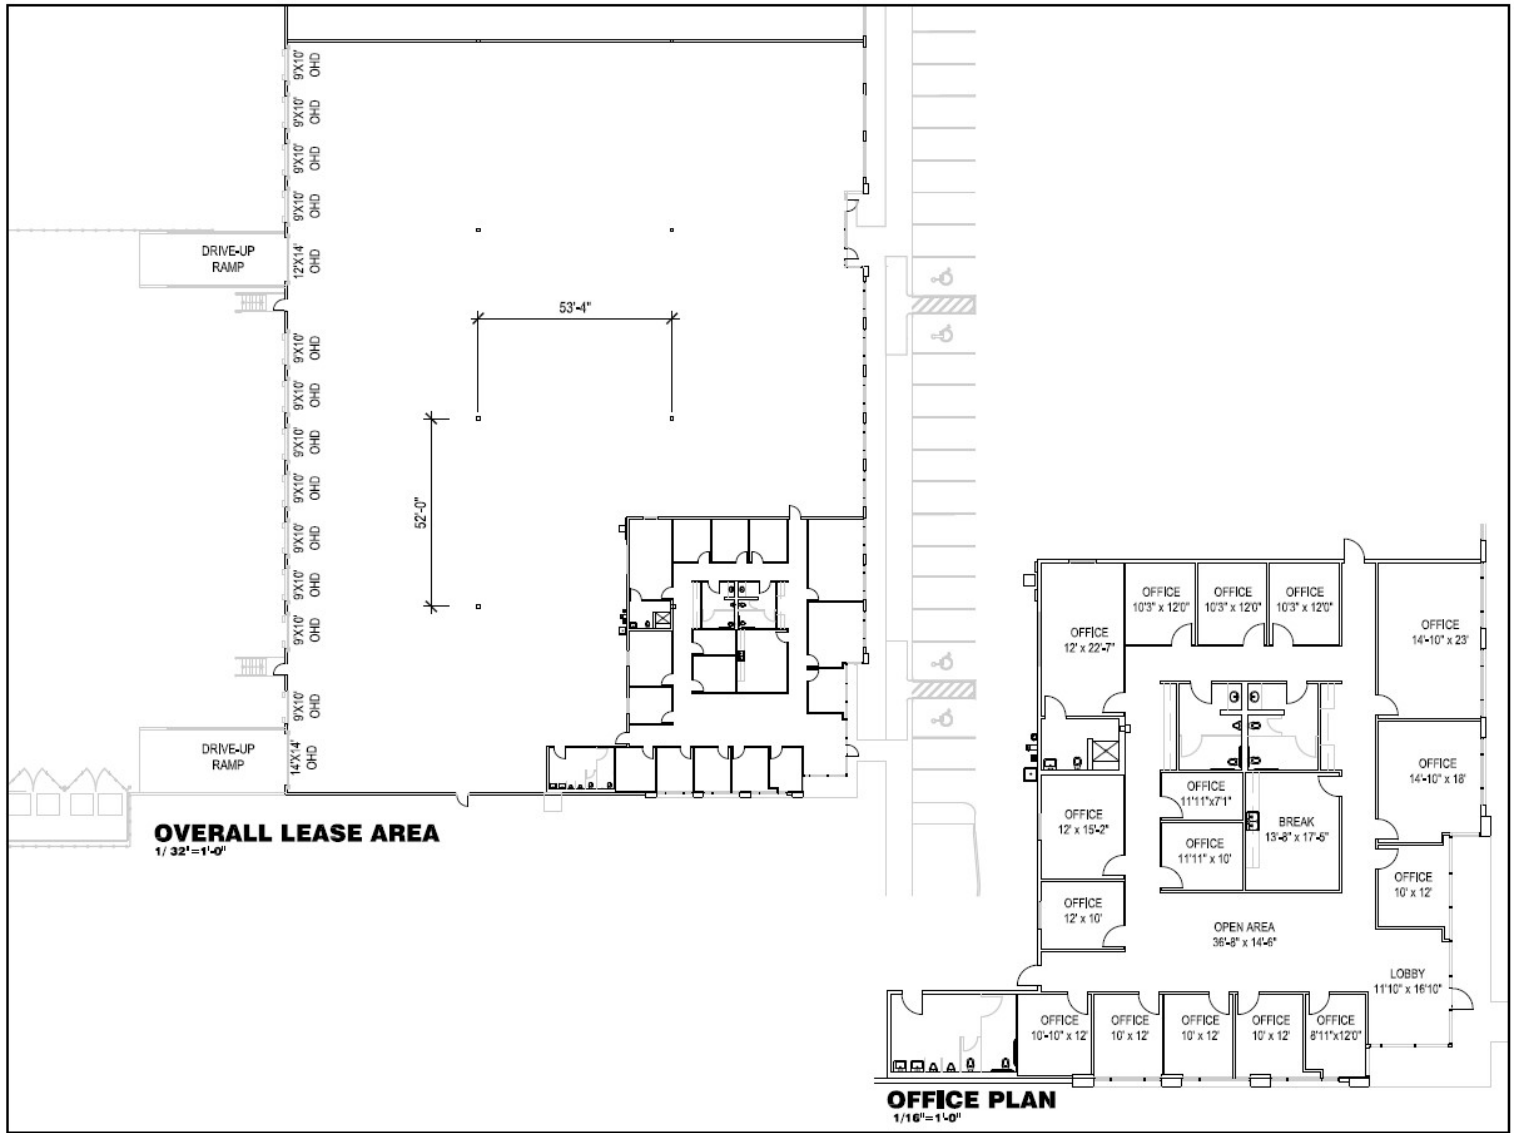 9'X10'
OHD
9'X10'
OHD
9'X10'
OHD
9'X10'
OHD
DRIVE-UP
RAMP
12'X14'
OHD
53'-4"
9'X10'
OHD
9'X10'
OHD
9'X10'
OHD
9'X10'
OHD
52'-0"
9'X10'
OHD
9'X10'
OHD
9'X10'
OHD
9'X10'
OHD
DRIVE-UP
RAMP
14'X14'
OHD
OVERALL LEASE AREA
1/ 32"=1'-0"
OFFICE
10'3" x 12'0"
OFFICE
10'3" x 12'0"
OFFICE
10'3" x 12'0"
OFFICE
12' x 22'-7"
OFFICE
14'-10" x 23'
OFFICE
14'-10" x 18'
OFFICE
11'11"x7'1"
OFFICE
12' x 15'-2"
BREAK
13'-8" x 17'-5"
OFFICE
11'11" x 10'
OFFICE
10' x 12'
OFFICE
12' x 10'
OPEN AREA
36'-8" x 14'-6"
LOBBY
11'10" x 16'10"
OFFICE
10'-10" x 12'
OFFICE
10' x 12'
OFFICE
10' x 12'
OFFICE
10' x 12'
OFFICE
8'11"x12'0"
OFFICE PLAN
1/16"=1'-0"